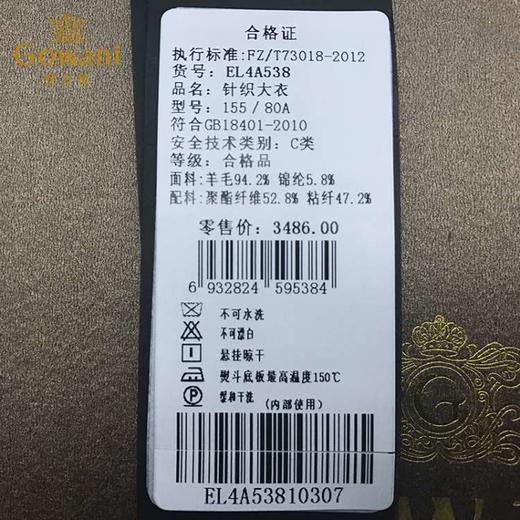 Gowani
合格证
执行标准:FZ/T73018-2012
货号: EL4A538
品名: 针织大衣
型号: 155/80A
符合GB18401-2010
安全技术类别: C类
等级: 合格品
面料: 羊毛94.2% 锦纶5.8%
配料: 聚酯纤维52.8% 粘纤47.2%
零售价: 3486.00
6 932824 595384
不可水洗
不可漂白
悬挂晾干
熨斗底板最高温度150℃
P 缓和干洗
(内部使用)
EL4A53810307
G